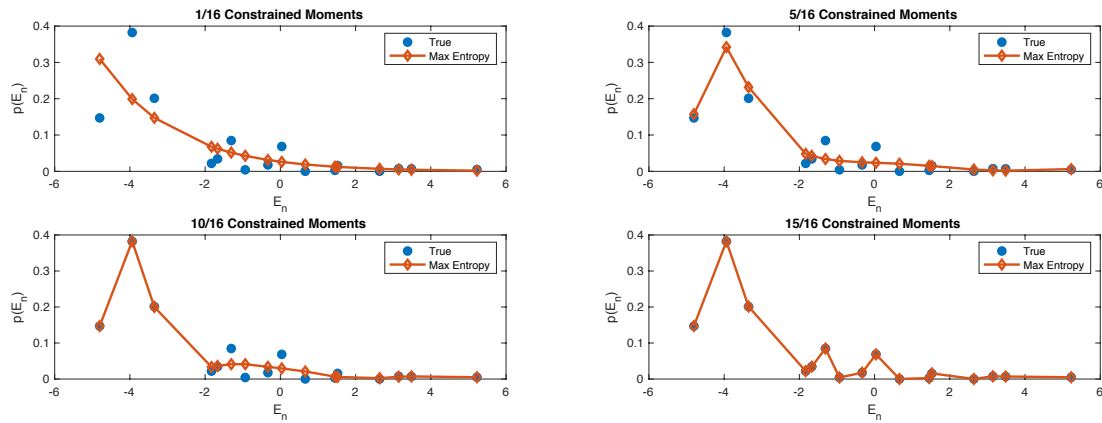 1/16 Constrained Moments
0.4
0.3
0.2
0.1
0
p(E_n)
True
Max Entropy
-6 -4 -2 0 2 4 6
E_n
5/16 Constrained Moments
0.4
0.3
0.2
0.1
0
p(E_n)
True
Max Entropy
-6 -4 -2 0 2 4 6
E_n
10/16 Constrained Moments
0.4
0.3
0.2
0.1
0
p(E_n)
True
Max Entropy
-6 -4 -2 0 2 4 6
E_n
15/16 Constrained Moments
0.4
0.3
0.2
0.1
0
p(E_n)
True
Max Entropy
-6 -4 -2 0 2 4 6
E_n